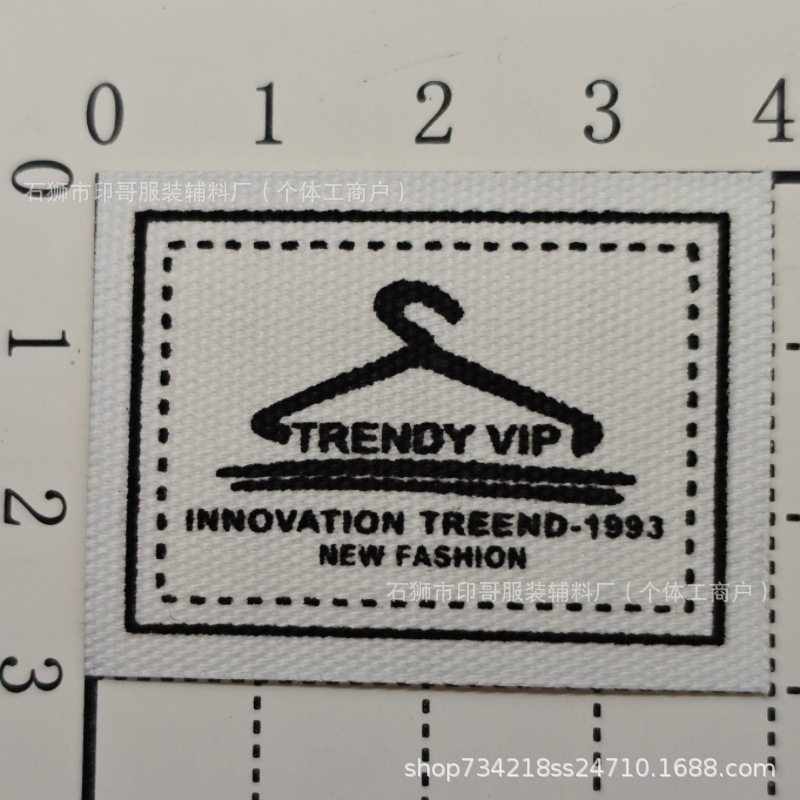 0 1 2 3 4
0
石狮市印哥服装辅料厂（个体工商户）
1
TRENDY VIP
2
INNOVATION TREEND-1993
NEW FASHION
石狮市印哥服装辅料厂（个体工商户）
3
shop734218ss24710.1688.com